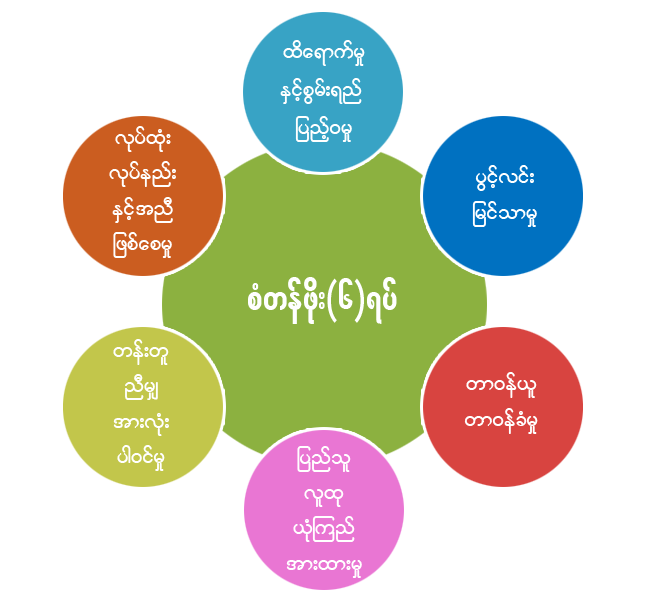 ထိရောက်မှု
နှင့်စွမ်းရည်
ပြည့်ဝမှု
ပွင့်လင်း
မြင်သာမှု
တာဝန်ယူ
တာဝန်ခံမှု
ပြည်သူ
လူထု
ယုံကြည်
အားထားမှု
တန်းတူ
ညီမျှ
အားလုံး
ပါဝင်မှု
လုပ်ထုံး
လုပ်နည်း
နှင့်အညီ
ဖြစ်စေမှု
စံတန်ဖိုး(၆)ရပ်